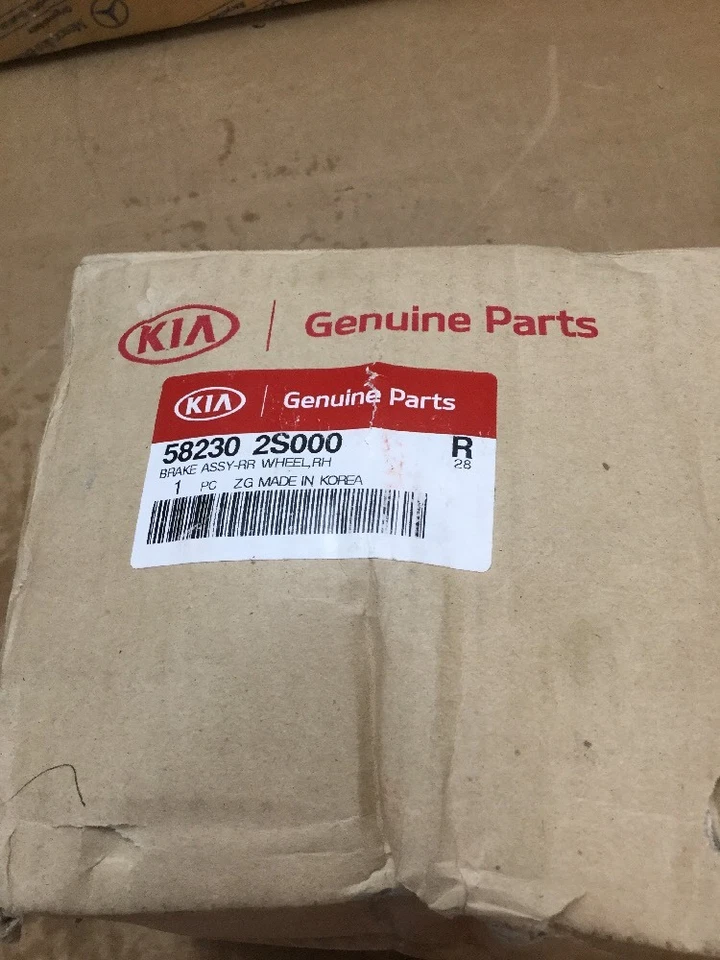 KIA Genuine Parts
KIA Genuine Parts
58230 2S000 R
BRAKE ASSY-RR WHEEL,RH 28
1 PC ZG MADE IN KOREA